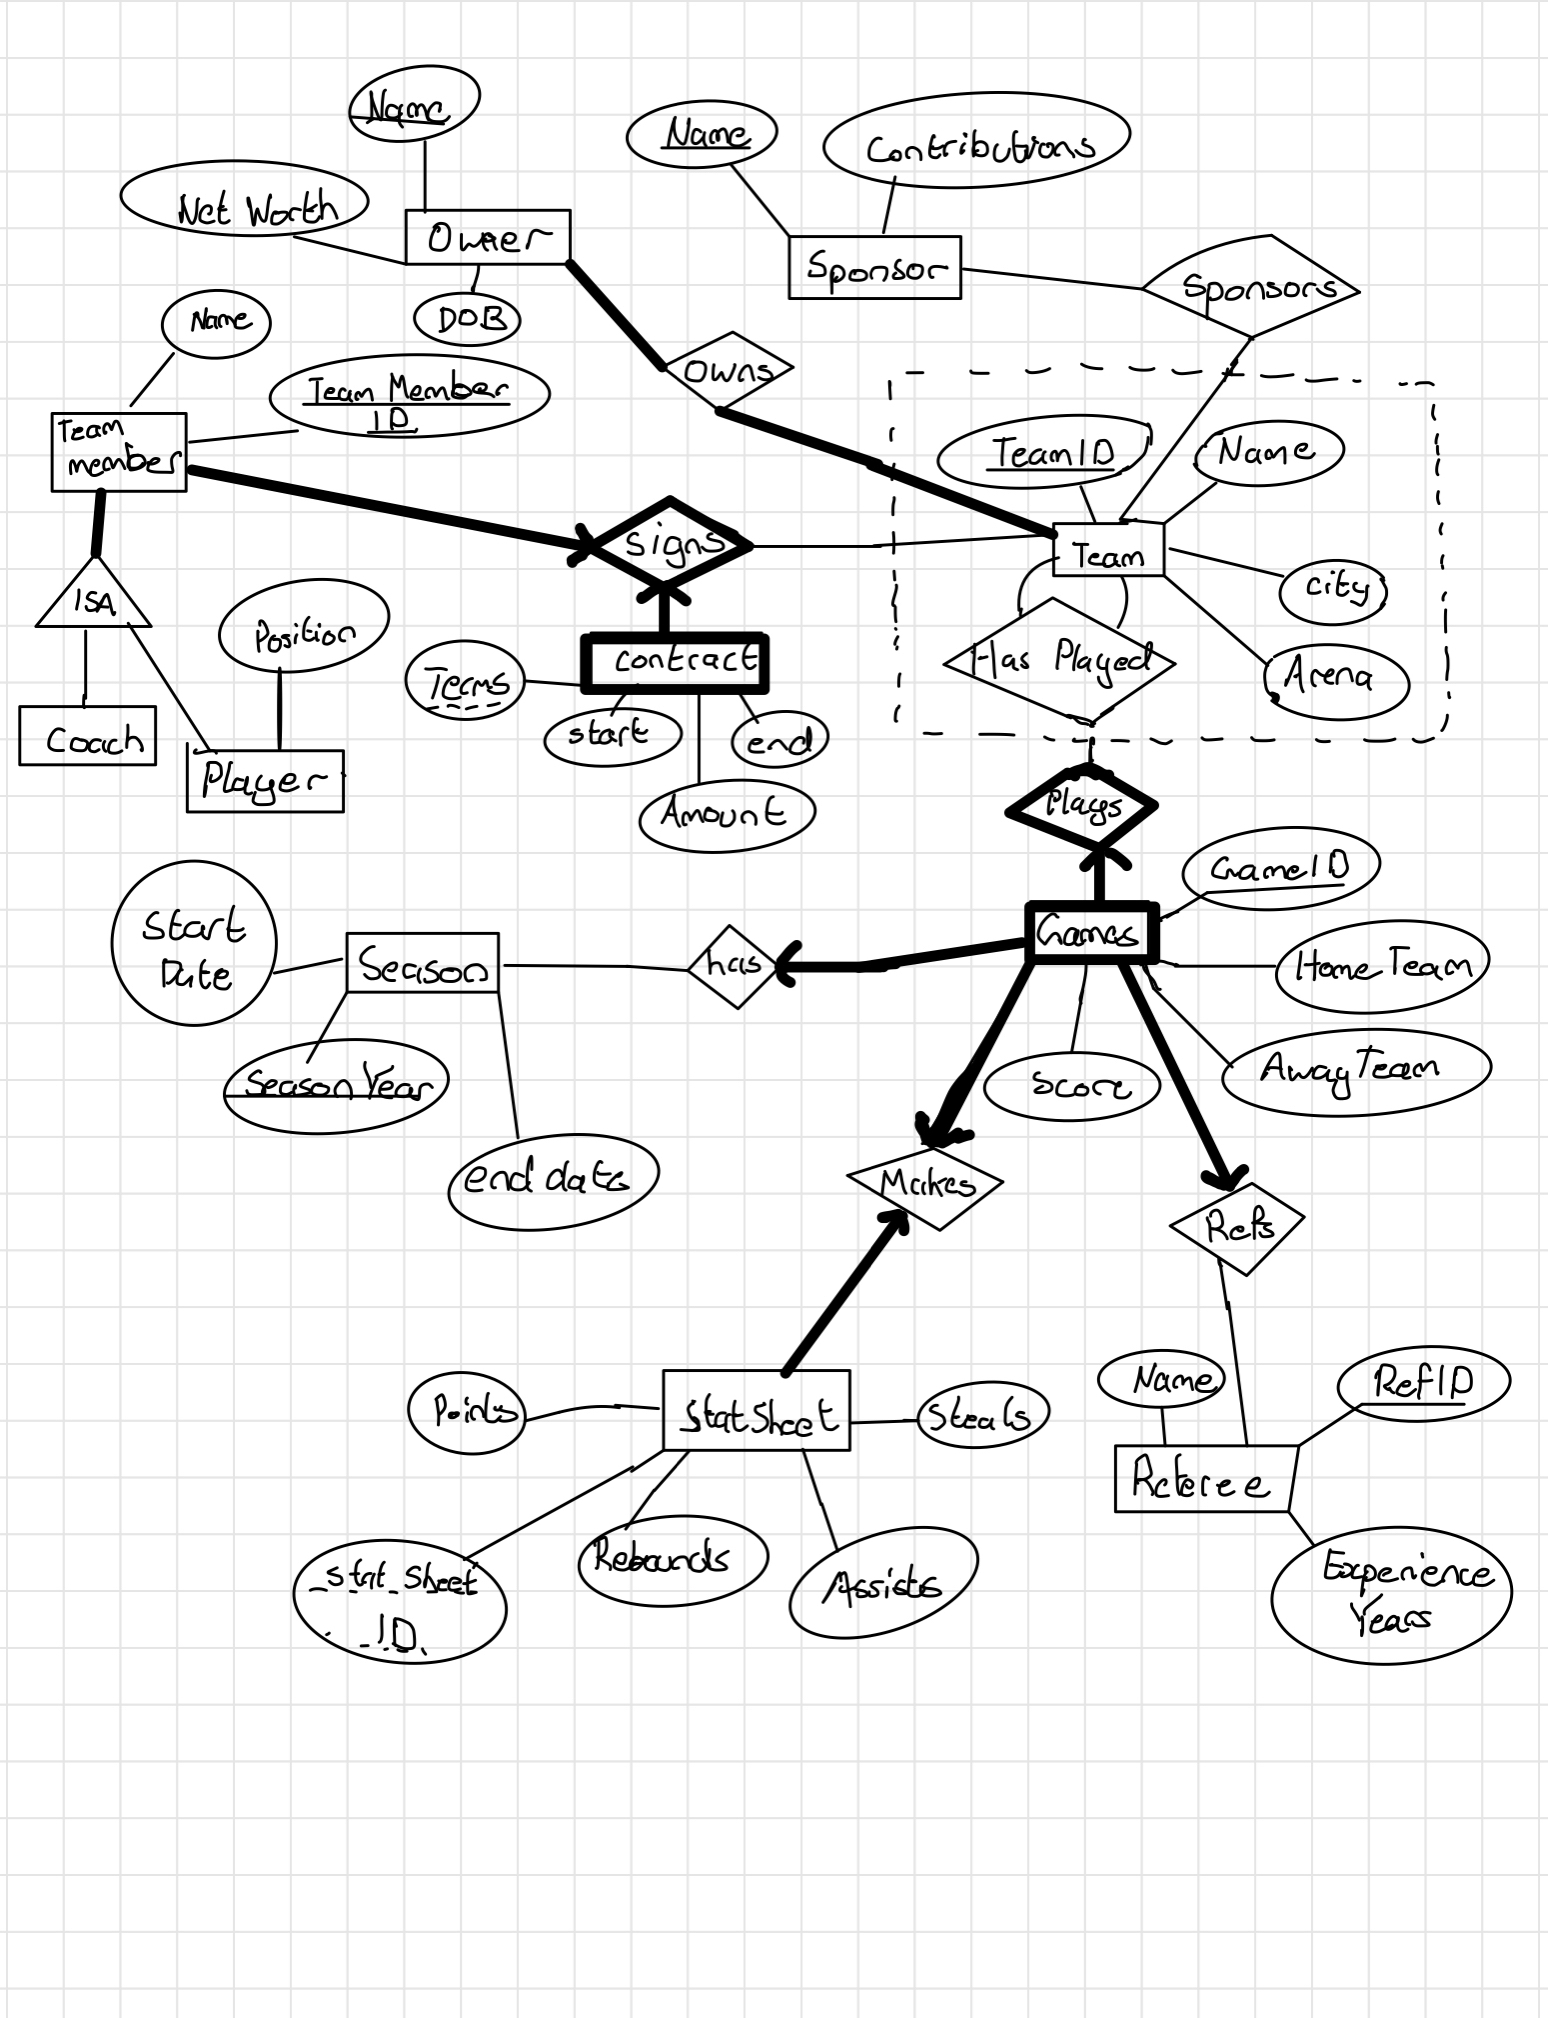 Name
Name
Contributions
Net Worth
Owner
Sponsor
Sponsors
DOB
Name
Owns
Team Member
ID
Team
member
TeamID
Name
Signs
Team
ISA
city
Position
Contract
Has Played
Terms
Arena
start
end
Coach
Player
Amount
Plays
GameID
Start
Date
Games
Season
has
Home Team
Away Team
Season Year
Score
end date
Makes
Refs
Name
RefID
Points
Stat Sheet
Steals
Referee
Rebounds
Assists
Stat Sheet
ID
Experience
Years